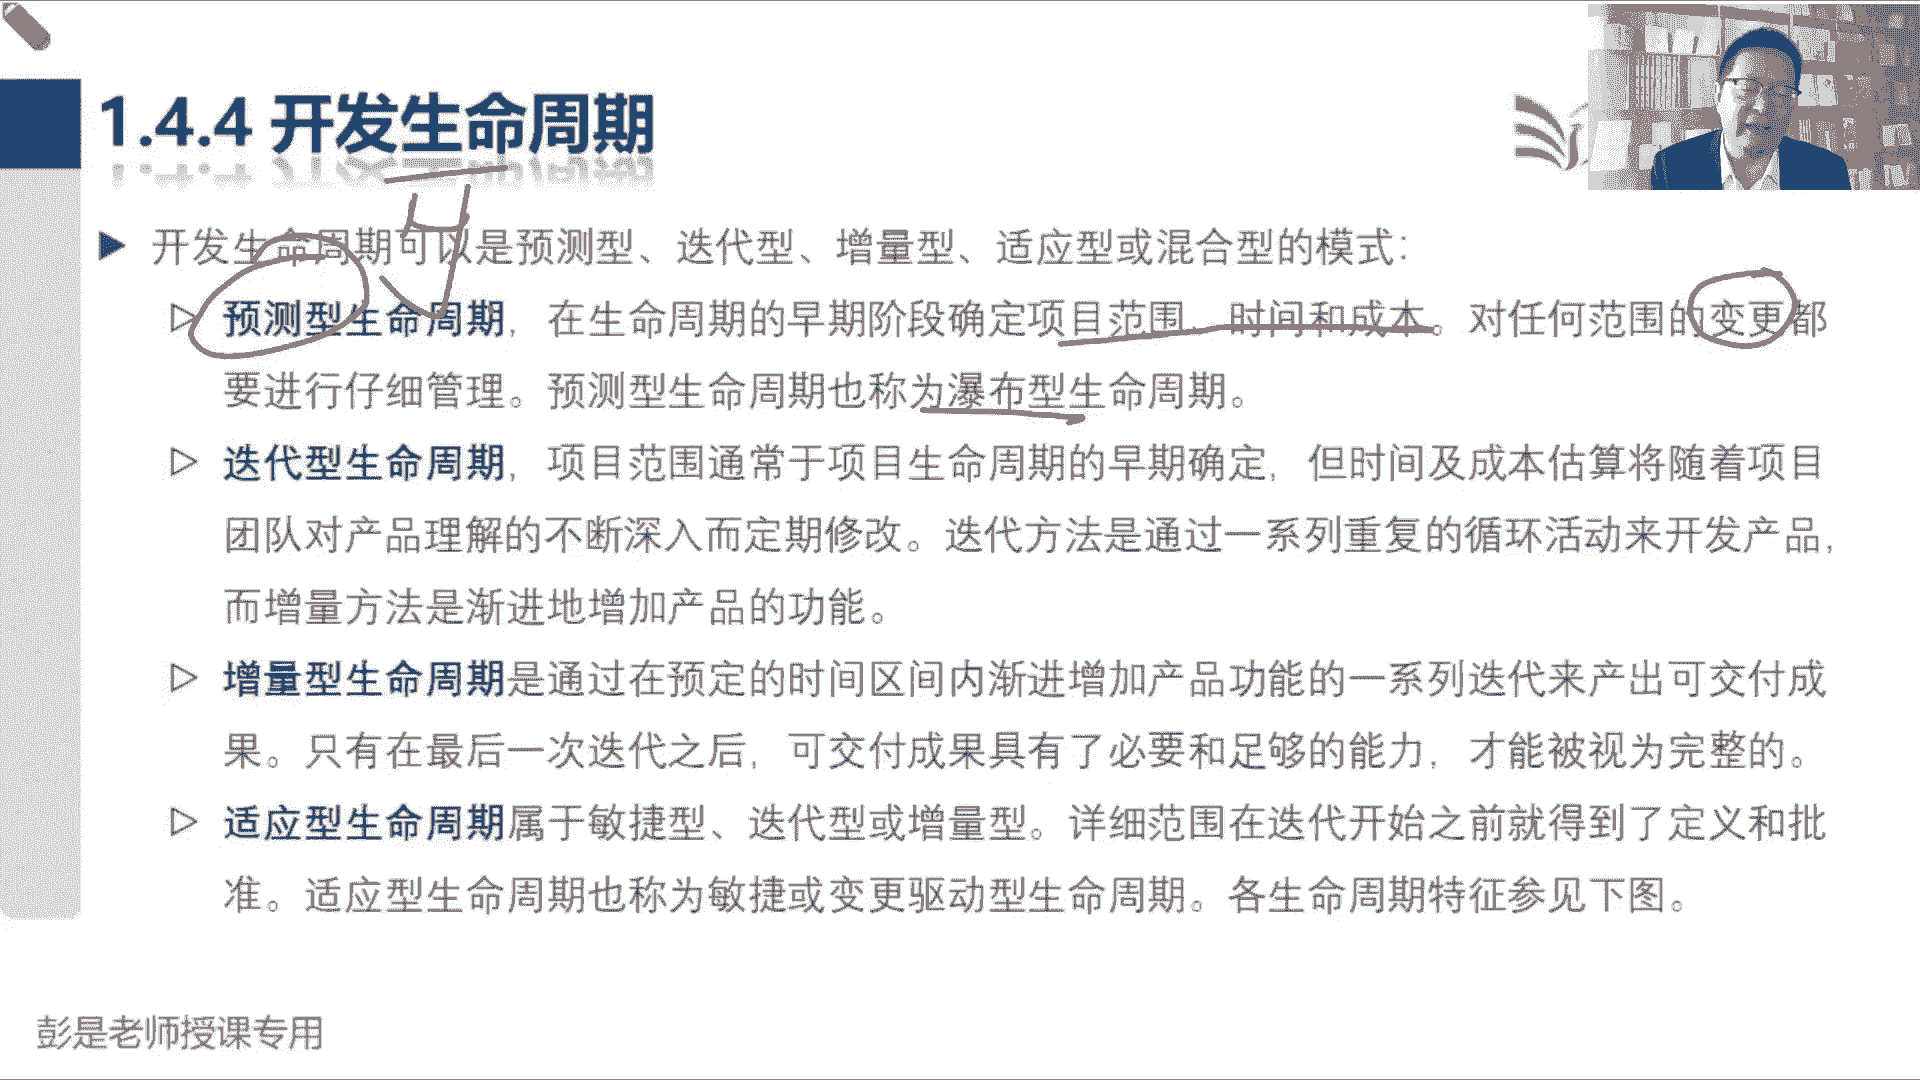 1.4.4 开发生命周期
开发生命周期可以是预测型、迭代型、增量型、适应型或混合型的模式：
预测型生命周期，在生命周期的早期阶段确定项目范围、时间和成本。对任何范围的变更都
要进行仔细管理。预测型生命周期也称为瀑布型生命周期。
迭代型生命周期，项目范围通常于项目生命周期的早期确定，但时间及成本估算将随着项目
团队对产品理解的不断深入而定期修改。迭代方法是通过一系列重复的循环活动来开发产品，
而增量方法是渐进地增加产品的功能。
增量型生命周期是通过在预定的时间区间内渐进增加产品功能的一系列迭代来产出可交付成
果。只有在最后一次迭代之后，可交付成果具有了必要和足够的能力，才能被视为完整的。
适应型生命周期属于敏捷型、迭代型或增量型。详细范围在迭代开始之前就得到了定义和批
准。适应型生命周期也称为敏捷或变更驱动型生命周期。各生命周期特征参见下图。
彭是老师授课专用